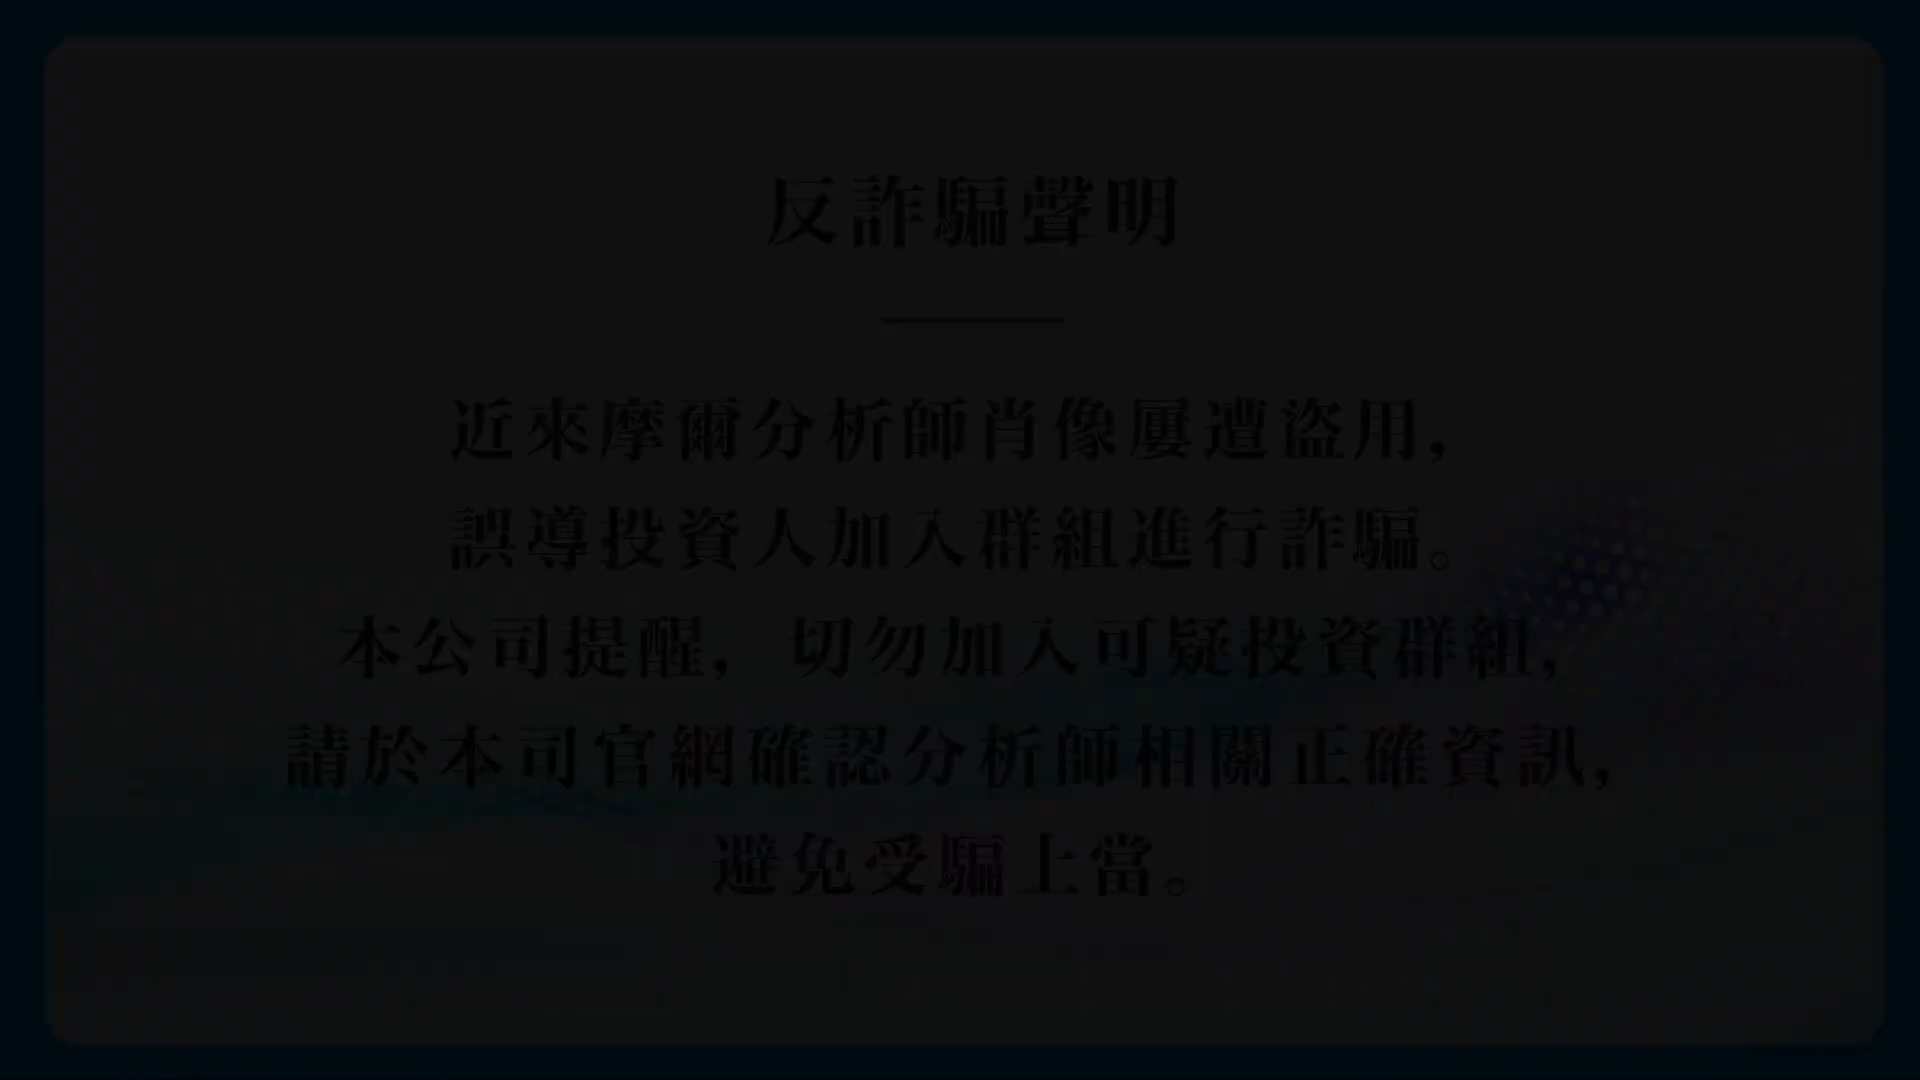 反詐騙聲明
近來摩爾分析師肖像屢遭盜用，
誤導投資人加入群組進行詐騙。
本公司提醒，切勿加入可疑投資群組，
請於本司官網確認分析師相關正確資訊，
避免受騙上當。